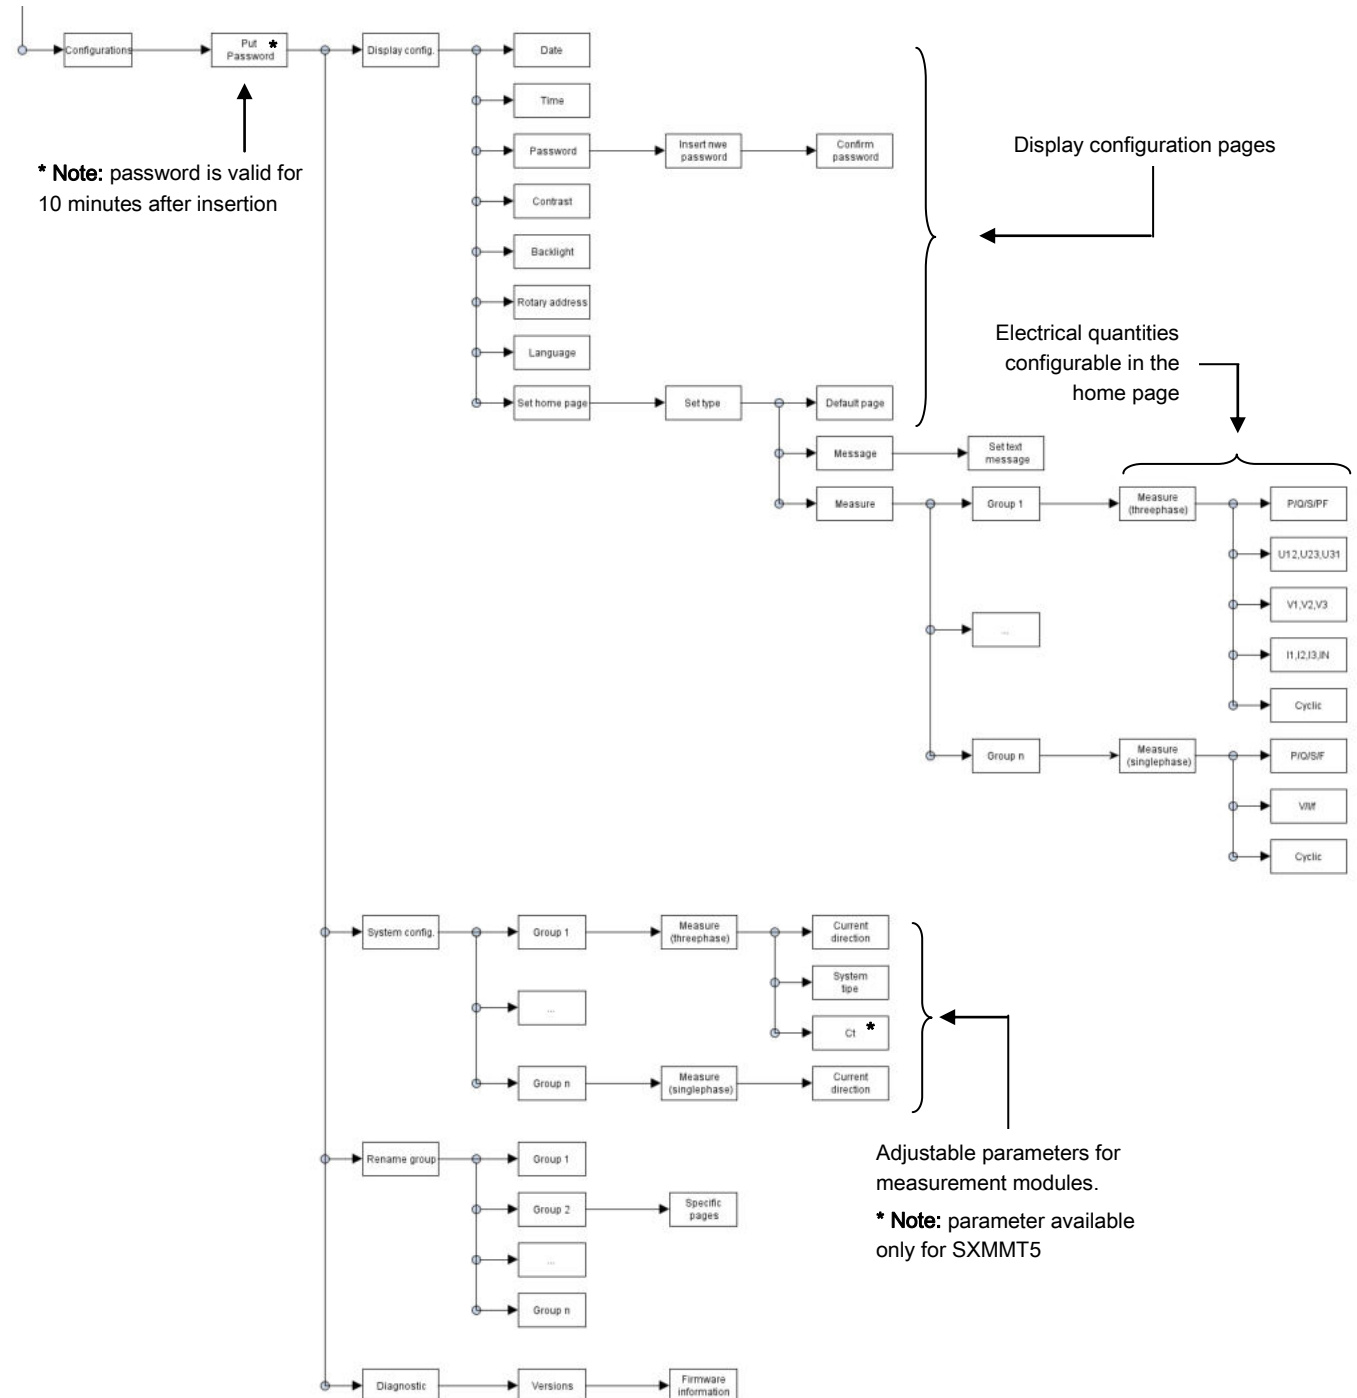 Configurations
Put *
Password
Display config.
Date
Time
Password
Insert nwe
password
Confirm
password
Contrast
Backlight
Rotary address
Language
Set home page
Set type
Default page
Message
Set text
message
Measure
Group 1
Measure
(threephase)
P/Q/S/PF
U12,U23,U31
V1,V2,V3
I1,I2,I3,IN
Cyclic
...
Group n
Measure
(singlephase)
P/Q/S/F
Cyclic
* Note: password is valid for
10 minutes after insertion
Display configuration pages
Electrical quantities
configurable in the
home page
System config.
Group 1
Measure
(threephase)
Current
direction
System
tipe
Ct *
...
Group n
Measure
(singlephase)
Current
direction
Adjustable parameters for
measurement modules.
* Note: parameter available
only for SXMMT5
Rename group
Group 1
Group 2
Specific
pages
...
Group n
Diagnostic
Versions
Firmware
information